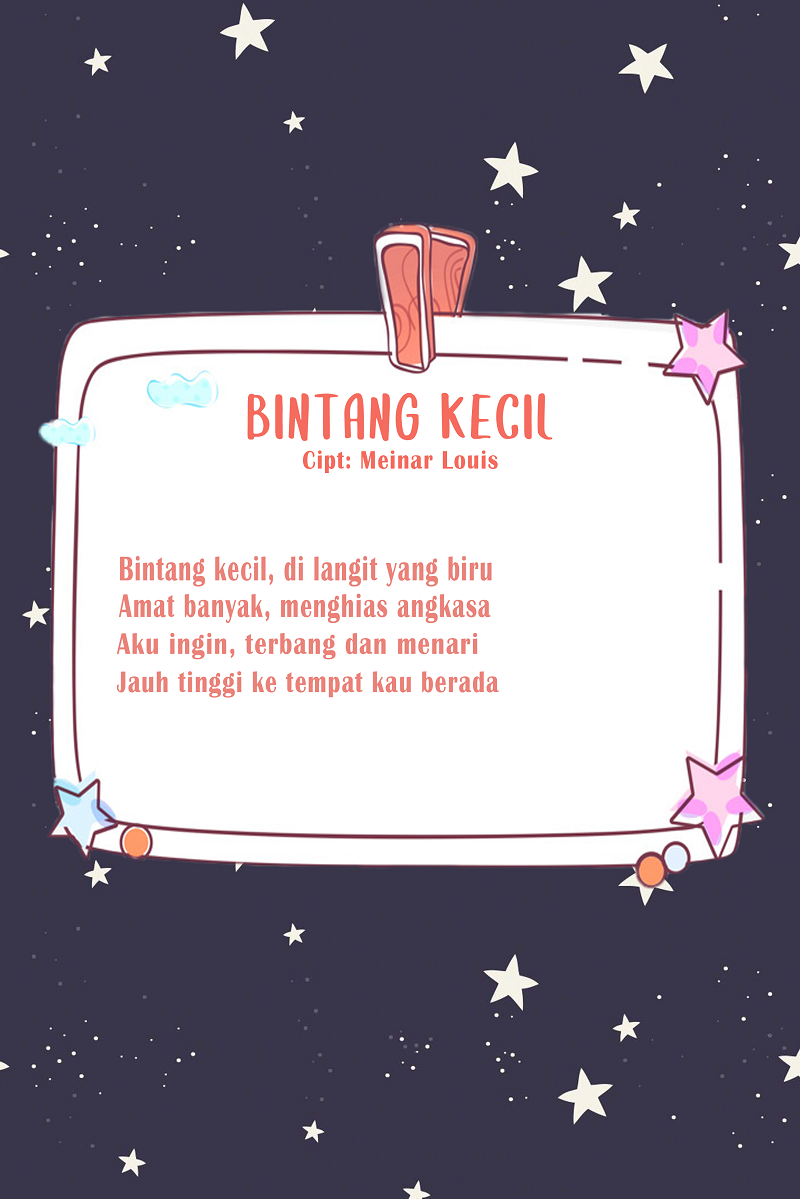 BINTANG KECIL
Cipt: Meinar Louis
Bintang kecil, di langit yang biru
Amat banyak, menghias angkasa
Aku ingin, terbang dan menari
Jauh tinggi ke tempat kau berada